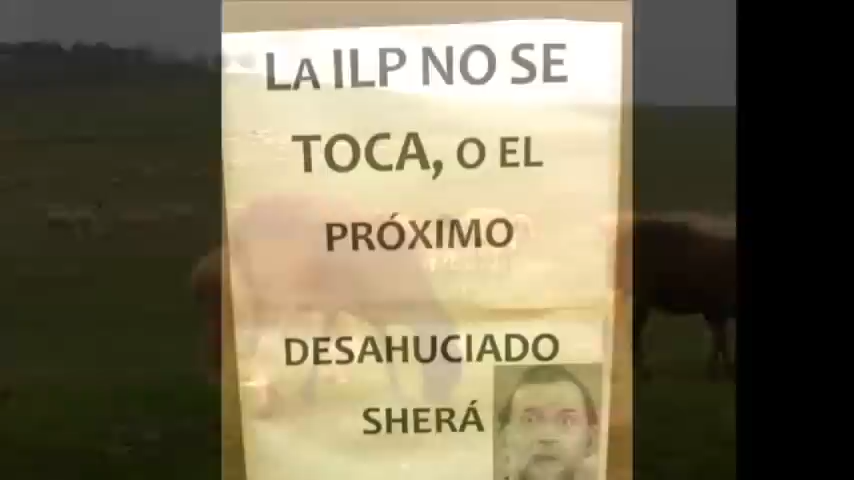 LA ILP NO SE
TOCA, O EL
PRÓXIMO
DESAHUCIADO
SHERÁ